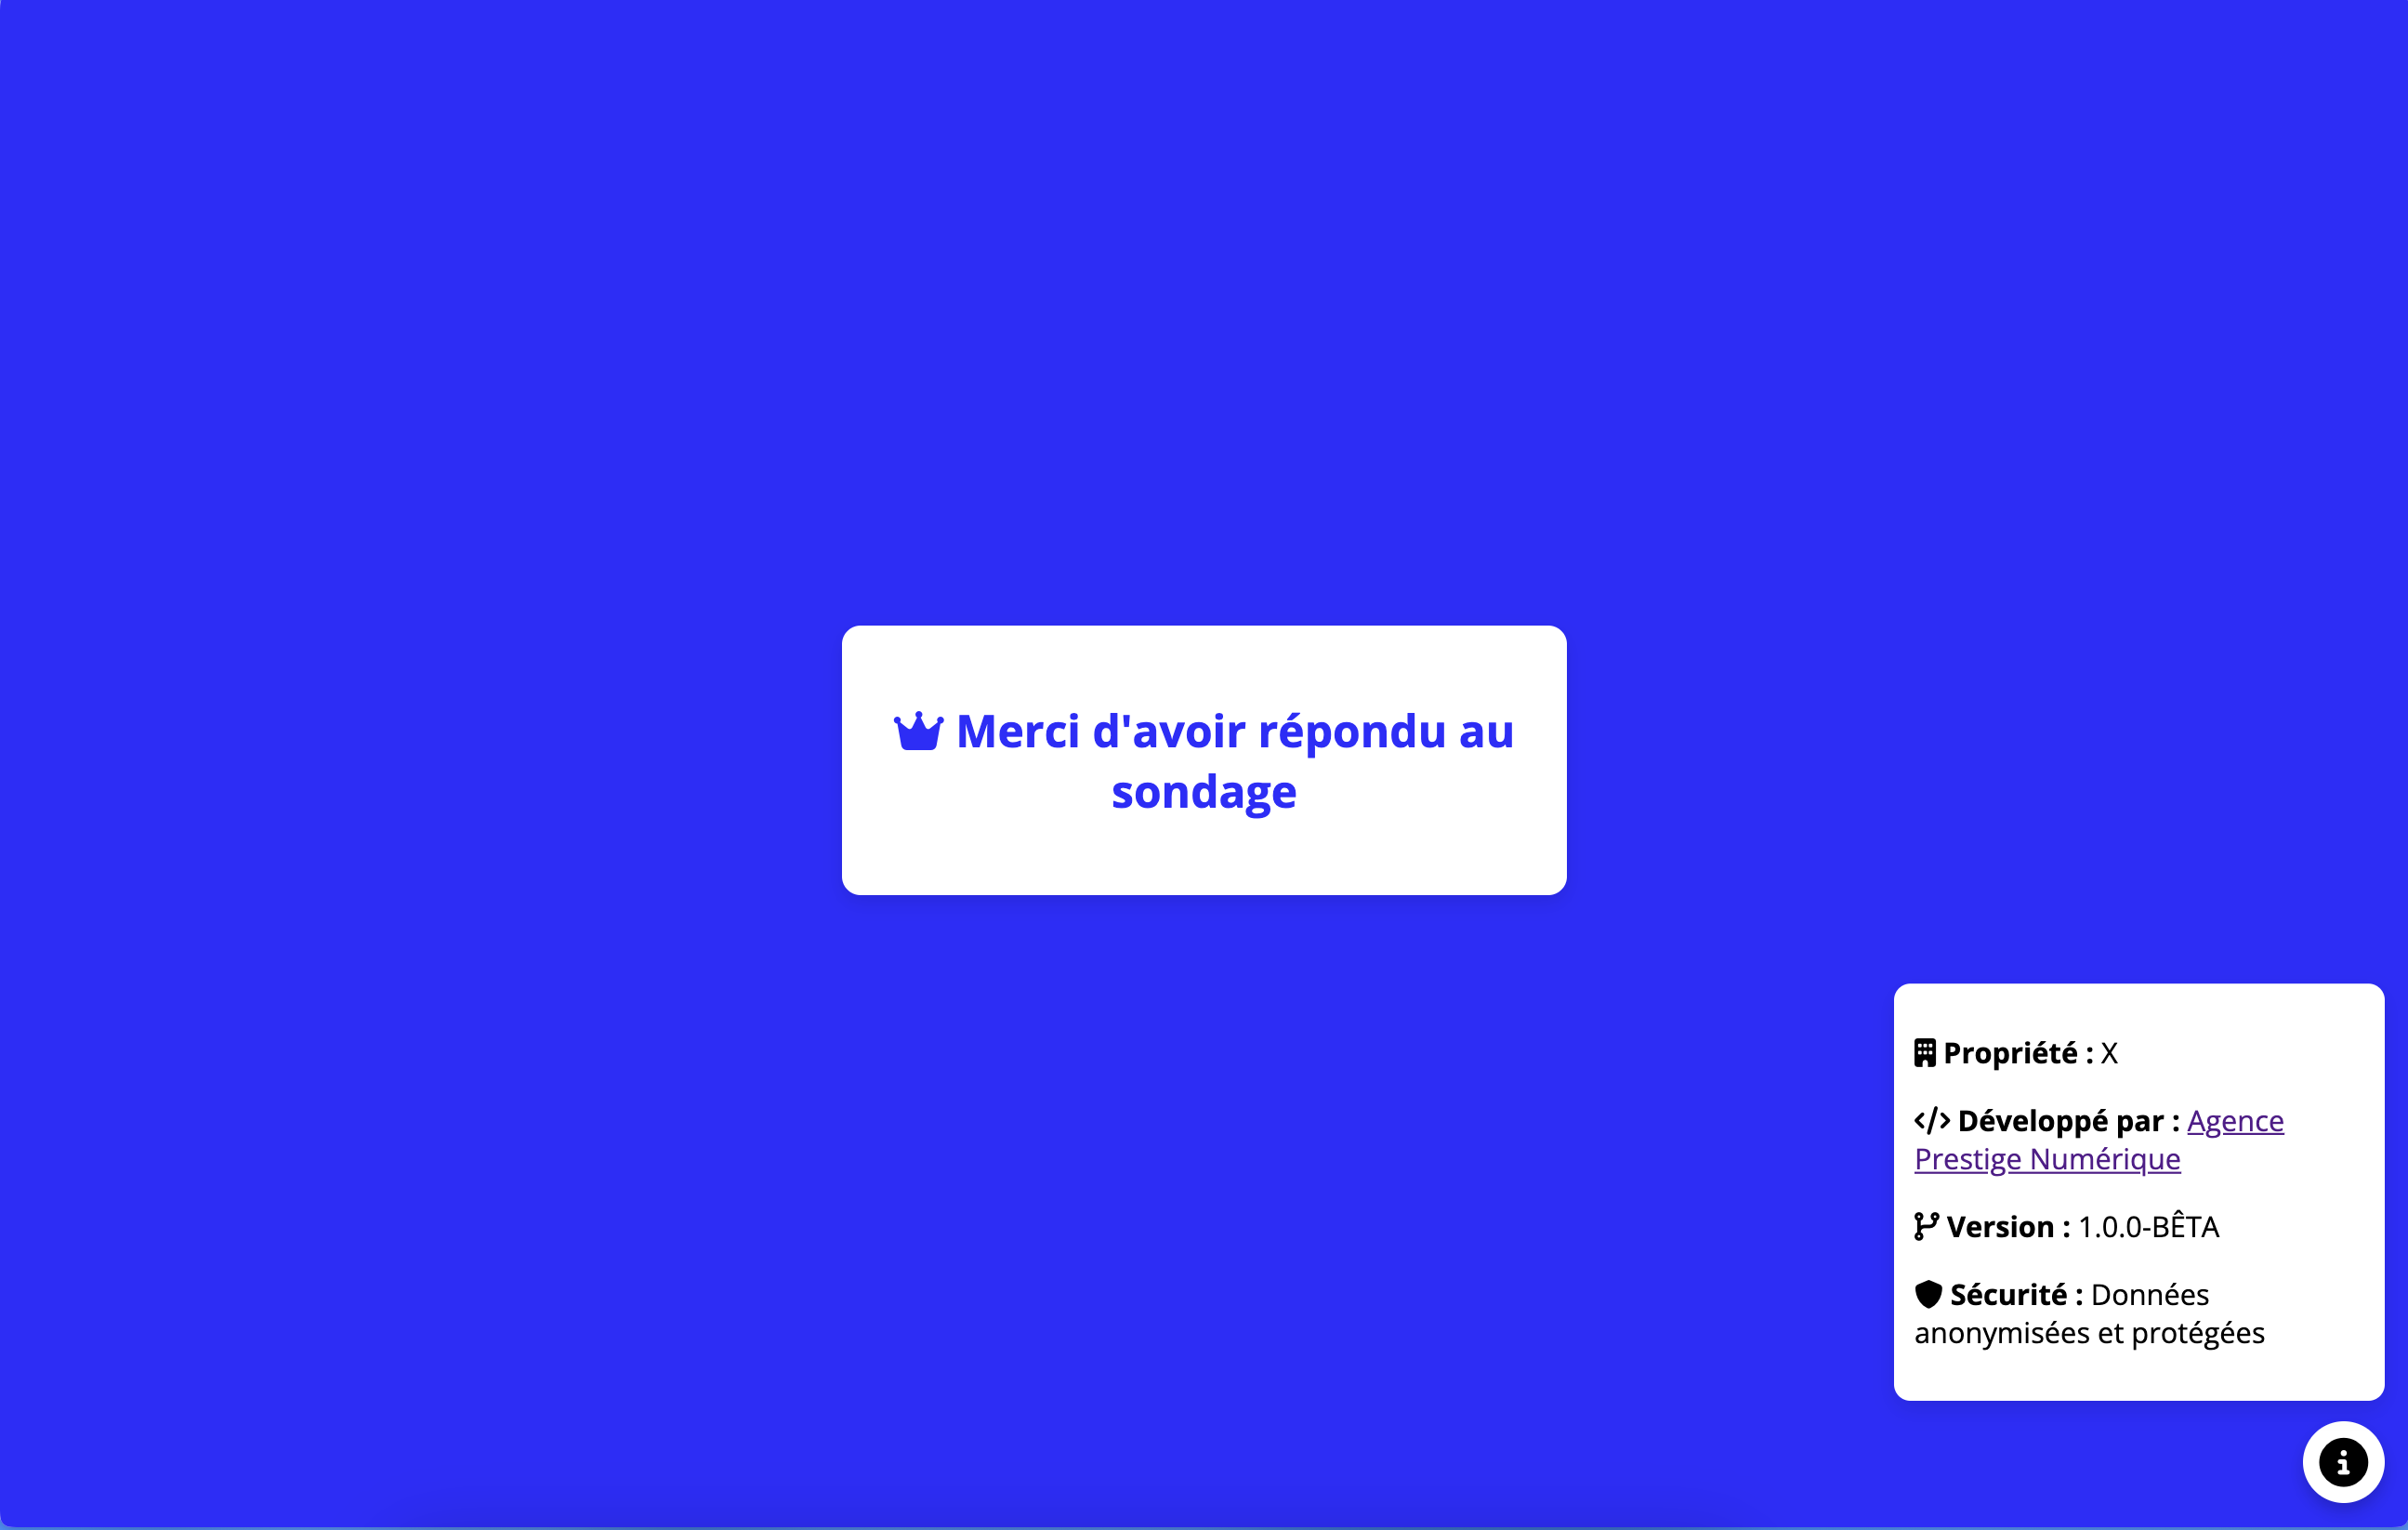 Merci d'avoir répondu au
sondage
Propriété : X
Développé par : Agence
Prestige Numérique
Version : 1.0.0-BÊTA
Sécurité : Données
anonymisées et protégées